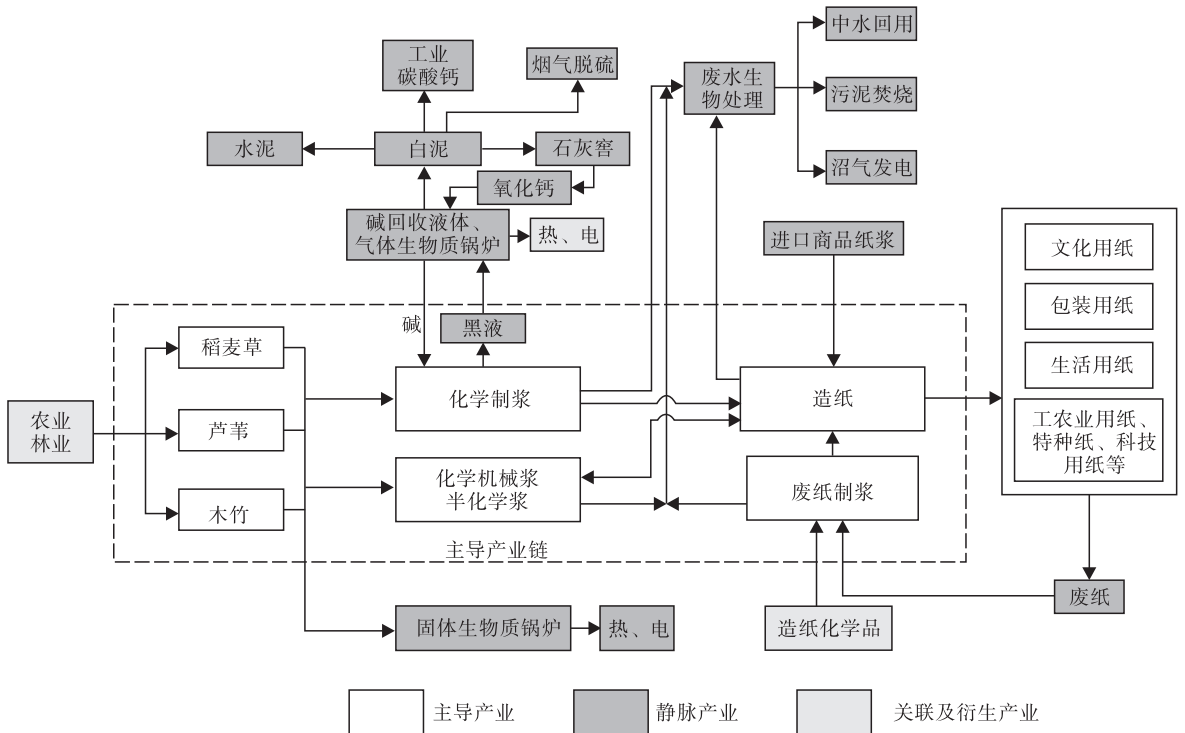 中水回用
工业
碳酸钙
烟气脱硫
废水生
物处理
污泥焚烧
水泥
白泥
石灰窑
沼气发电
氧化钙
碱回收液体、
气体生物质锅炉
热、电
进口商品纸浆
文化用纸
包装用纸
碱
黑液
稻麦草
生活用纸
化学制浆
造纸
农业
林业
芦苇
工农业用纸、
特种纸、科技
用纸等
化学机械浆
半化学浆
废纸制浆
木竹
主导产业链
废纸
固体生物质锅炉
热、电
造纸化学品
主导产业
静脉产业
关联及衍生产业